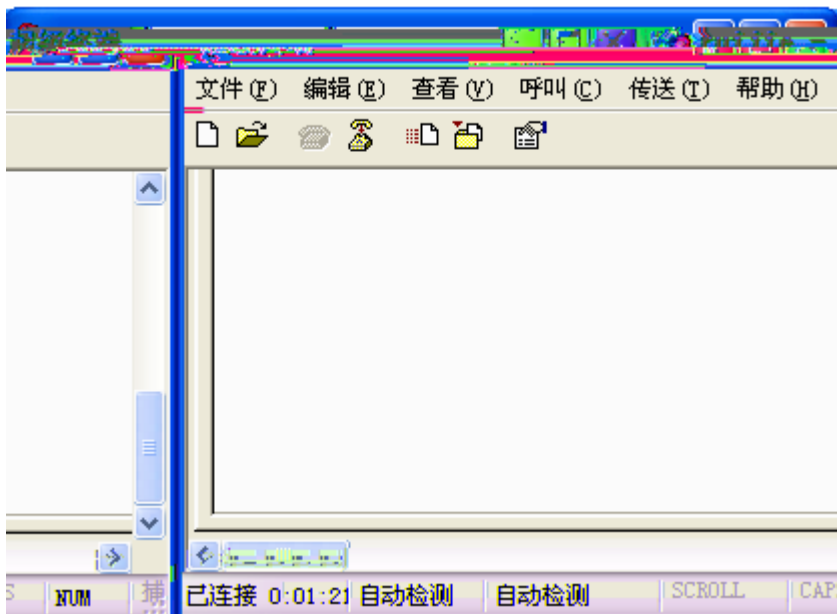 文件(F) 编辑(E) 查看(V) 呼叫(C) 传送(T) 帮助(H)
S NUM 捕 已连接 0:01:21 自动检测 自动检测 SCROLL CAP